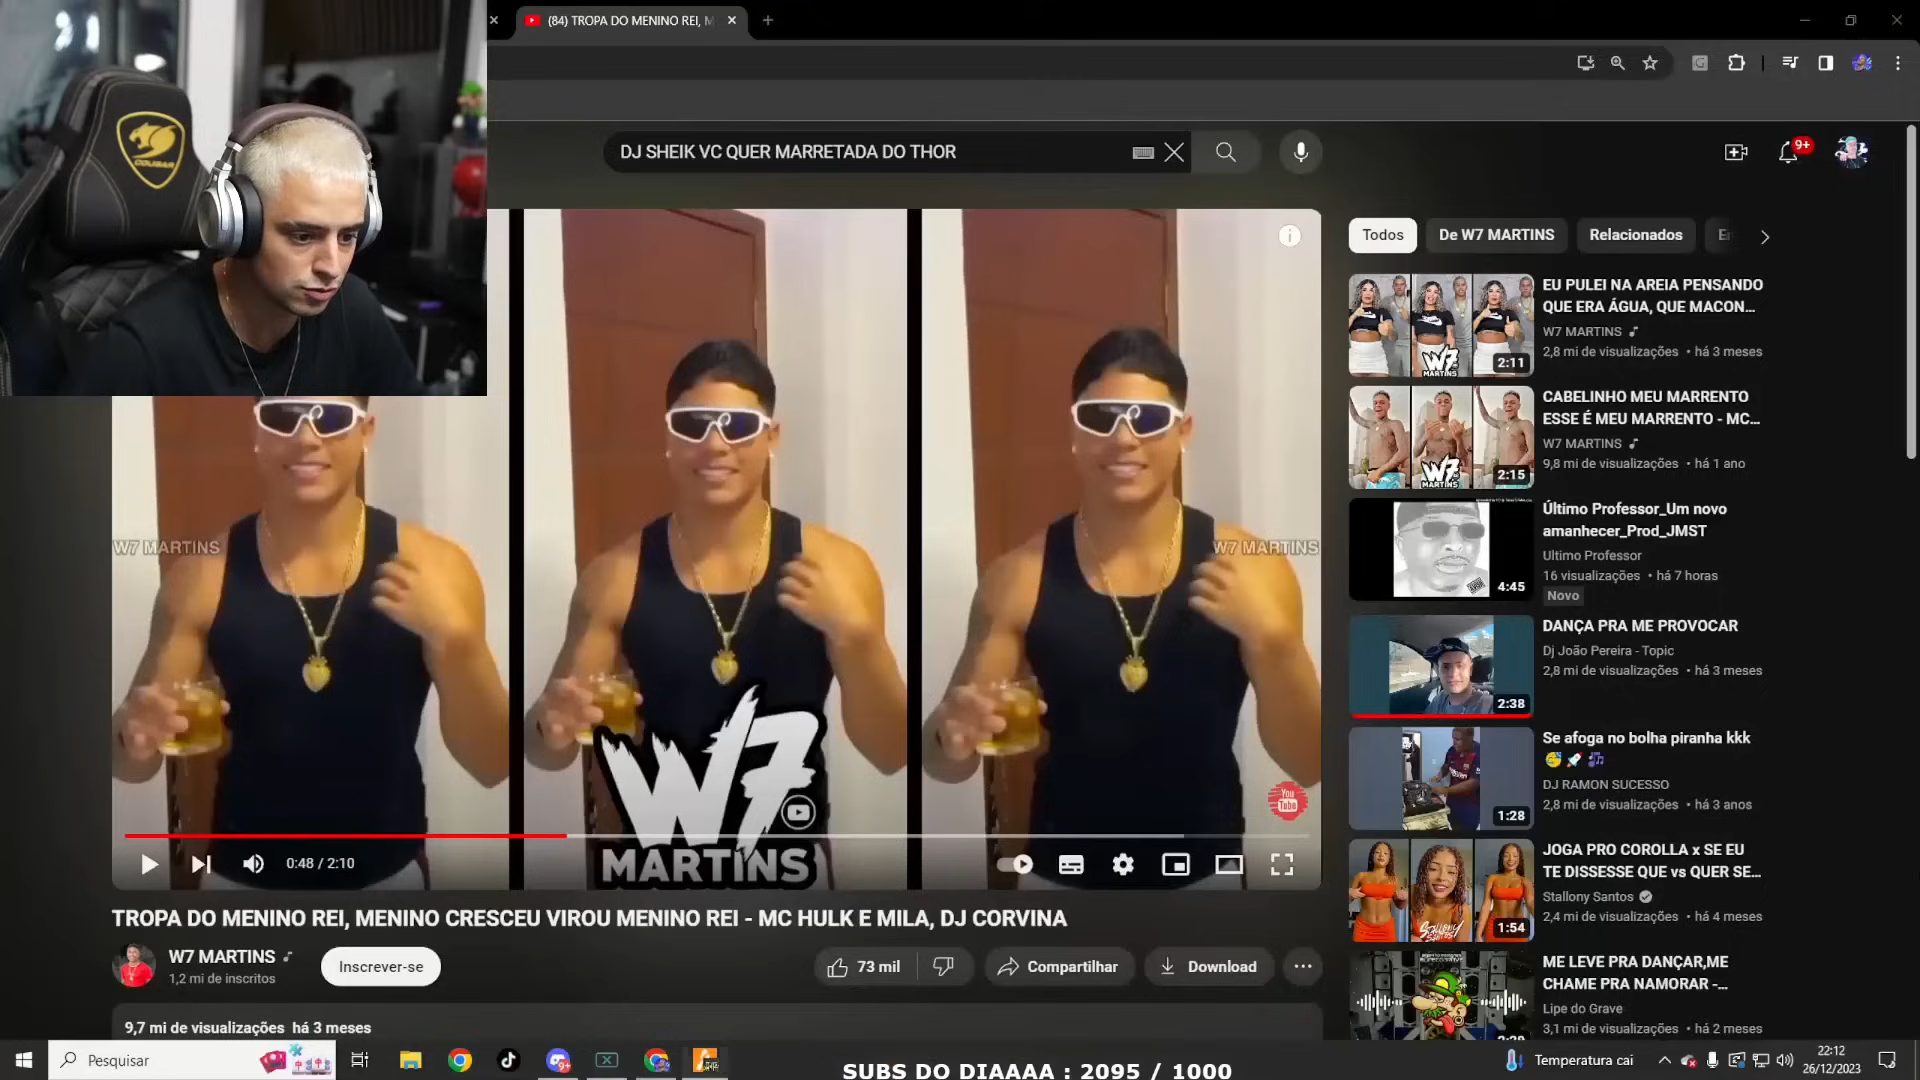 (84) TROPA DO MENINO REI, M
COUGAR
DJ SHEIK VC QUER MARRETADA DO THOR
9+
W7 MARTINS
W7 MARTINS
W7
MARTINS
You
Tube
0:48 / 2:10
TROPA DO MENINO REI, MENINO CRESCEU VIROU MENINO REI - MC HULK E MILA, DJ CORVINA
W7 MARTINS
1,2 mi de inscritos
Inscrever-se
73 mil
Compartilhar
Download
9,7 mi de visualizações há 3 meses
Todos
De W7 MARTINS
Relacionados
EU PULEI NA AREIA PENSANDO
QUE ERA ÁGUA, QUE MACON...
W7 MARTINS
2,8 mi de visualizações • há 3 meses
W7
MARTINS
2:11
CABELINHO MEU MARRENTO
ESSE É MEU MARRENTO - MC...
W7 MARTINS
9,8 mi de visualizações • há 1 ano
W7
MARTINS
2:15
Último Professor_Um novo
amanhecer_Prod_JMST
Ultimo Professor
16 visualizações • há 7 horas
Novo
4:45
DANÇA PRA ME PROVOCAR
Dj João Pereira - Topic
2,8 mi de visualizações • há 3 meses
2:38
Se afoga no bolha piranha kkk
DJ RAMON SUCESSO
2,8 mi de visualizações • há 3 anos
1:28
JOGA PRO COROLLA x SE EU
TE DISSESSE QUE vs QUER SE...
Stallony Santos
2,4 mi de visualizações • há 4 meses
STALLONY
SANTOS
1:54
ME LEVE PRA DANÇAR,ME
CHAME PRA NAMORAR -...
Lipe do Grave
3,1 mi de visualizações • há 2 meses
Pesquisar
9+
SUBS DO DIAAAA : 2095 / 1000
Temperatura cai
22:12
26/12/2023